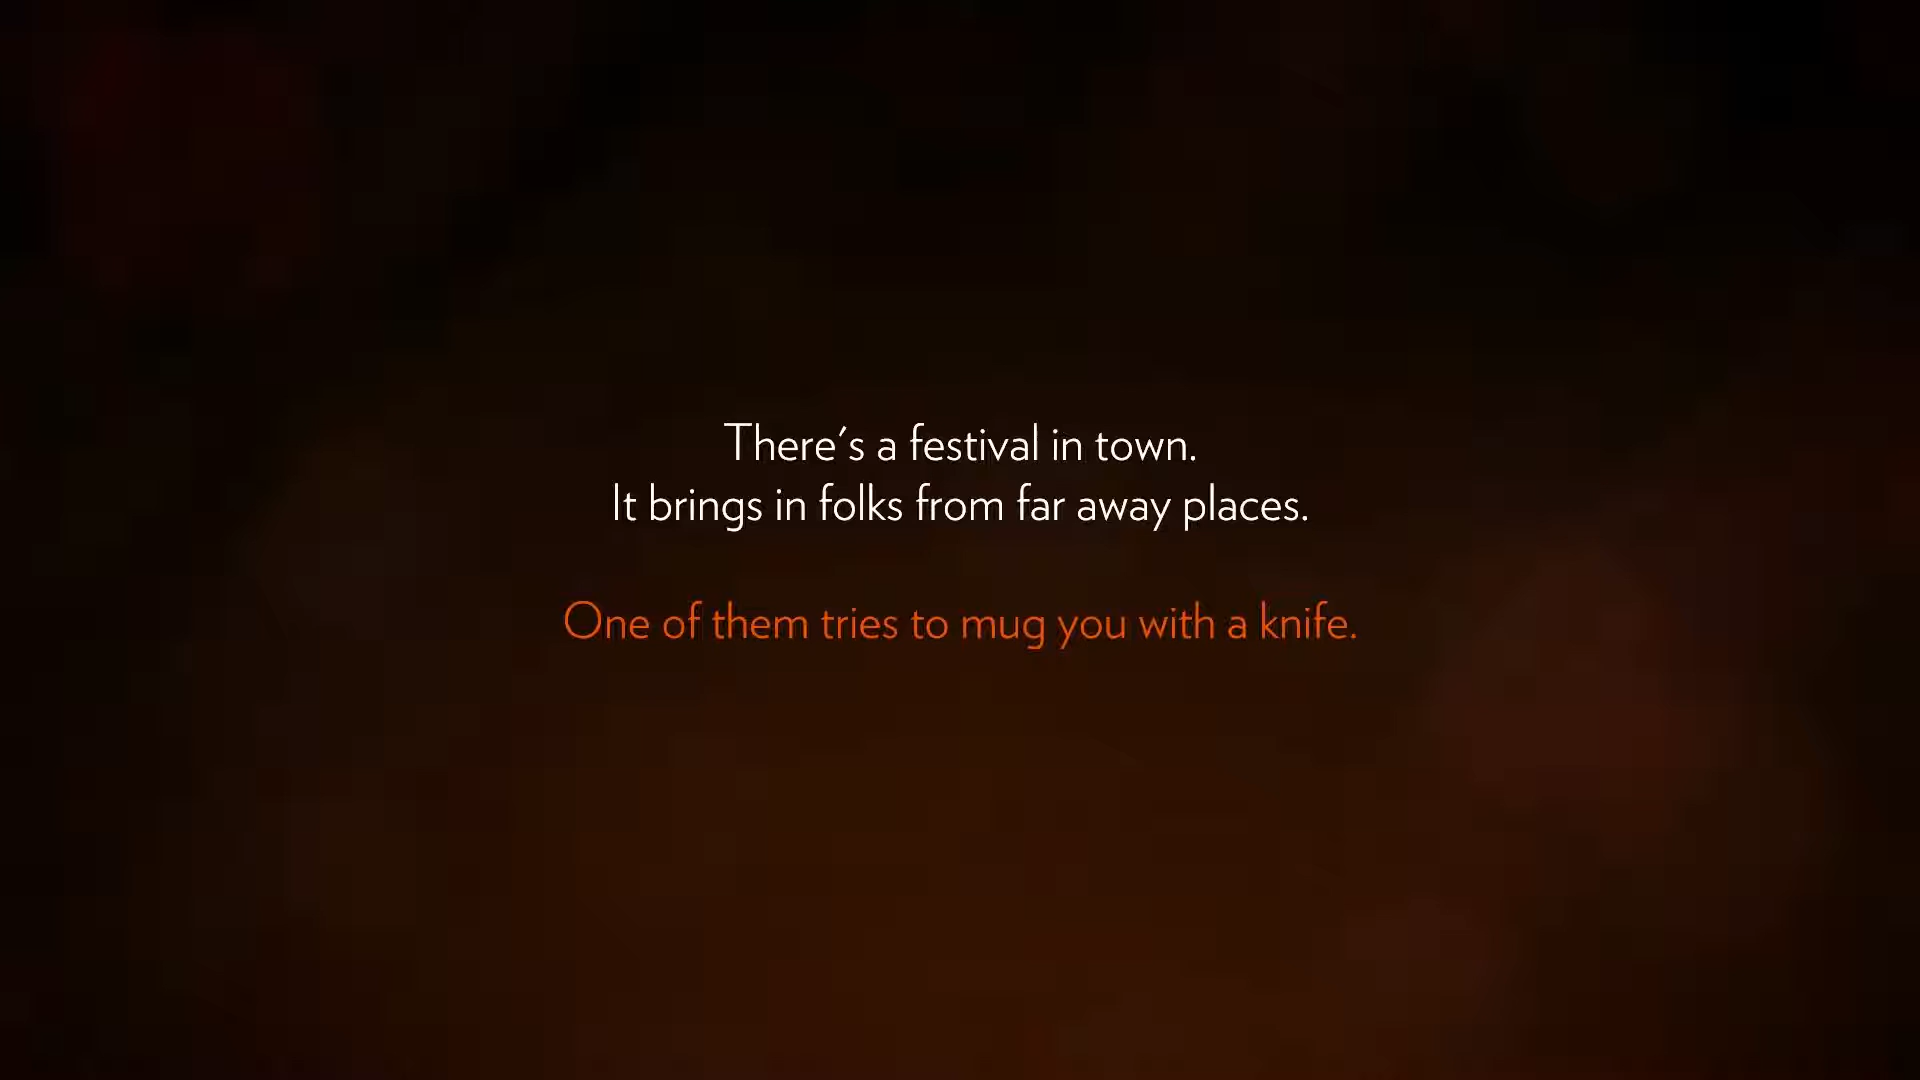 There's a festival in town.
It brings in folks from far away places.
One of them tries to mug you with a knife.